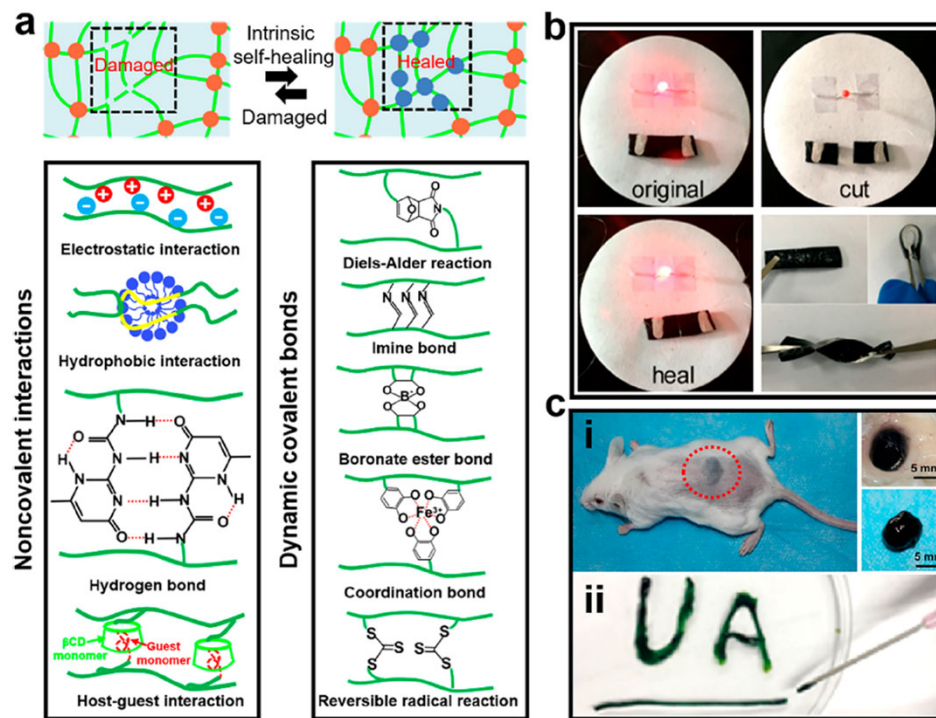 a
Damaged
Intrinsic
self-healing
Damaged
Healed
Noncovalent interactions
+ + + +
− − − −
Electrostatic interaction
Hydrophobic interaction
O N H O
H N H N
N H N H
O H N O
Hydrogen bond
βCD
monomer
Guest
monomer
Host-guest interaction
Dynamic covalent bonds
O O N O
Diels-Alder reaction
N N N
Imine bond
O O
B-
O O
Boronate ester bond
O O
O Fe3+ O
O O
Coordination bond
S S S S
S S
Reversible radical reaction
b
original
cut
heal
c
i
5 mm
5 mm
ii
U A